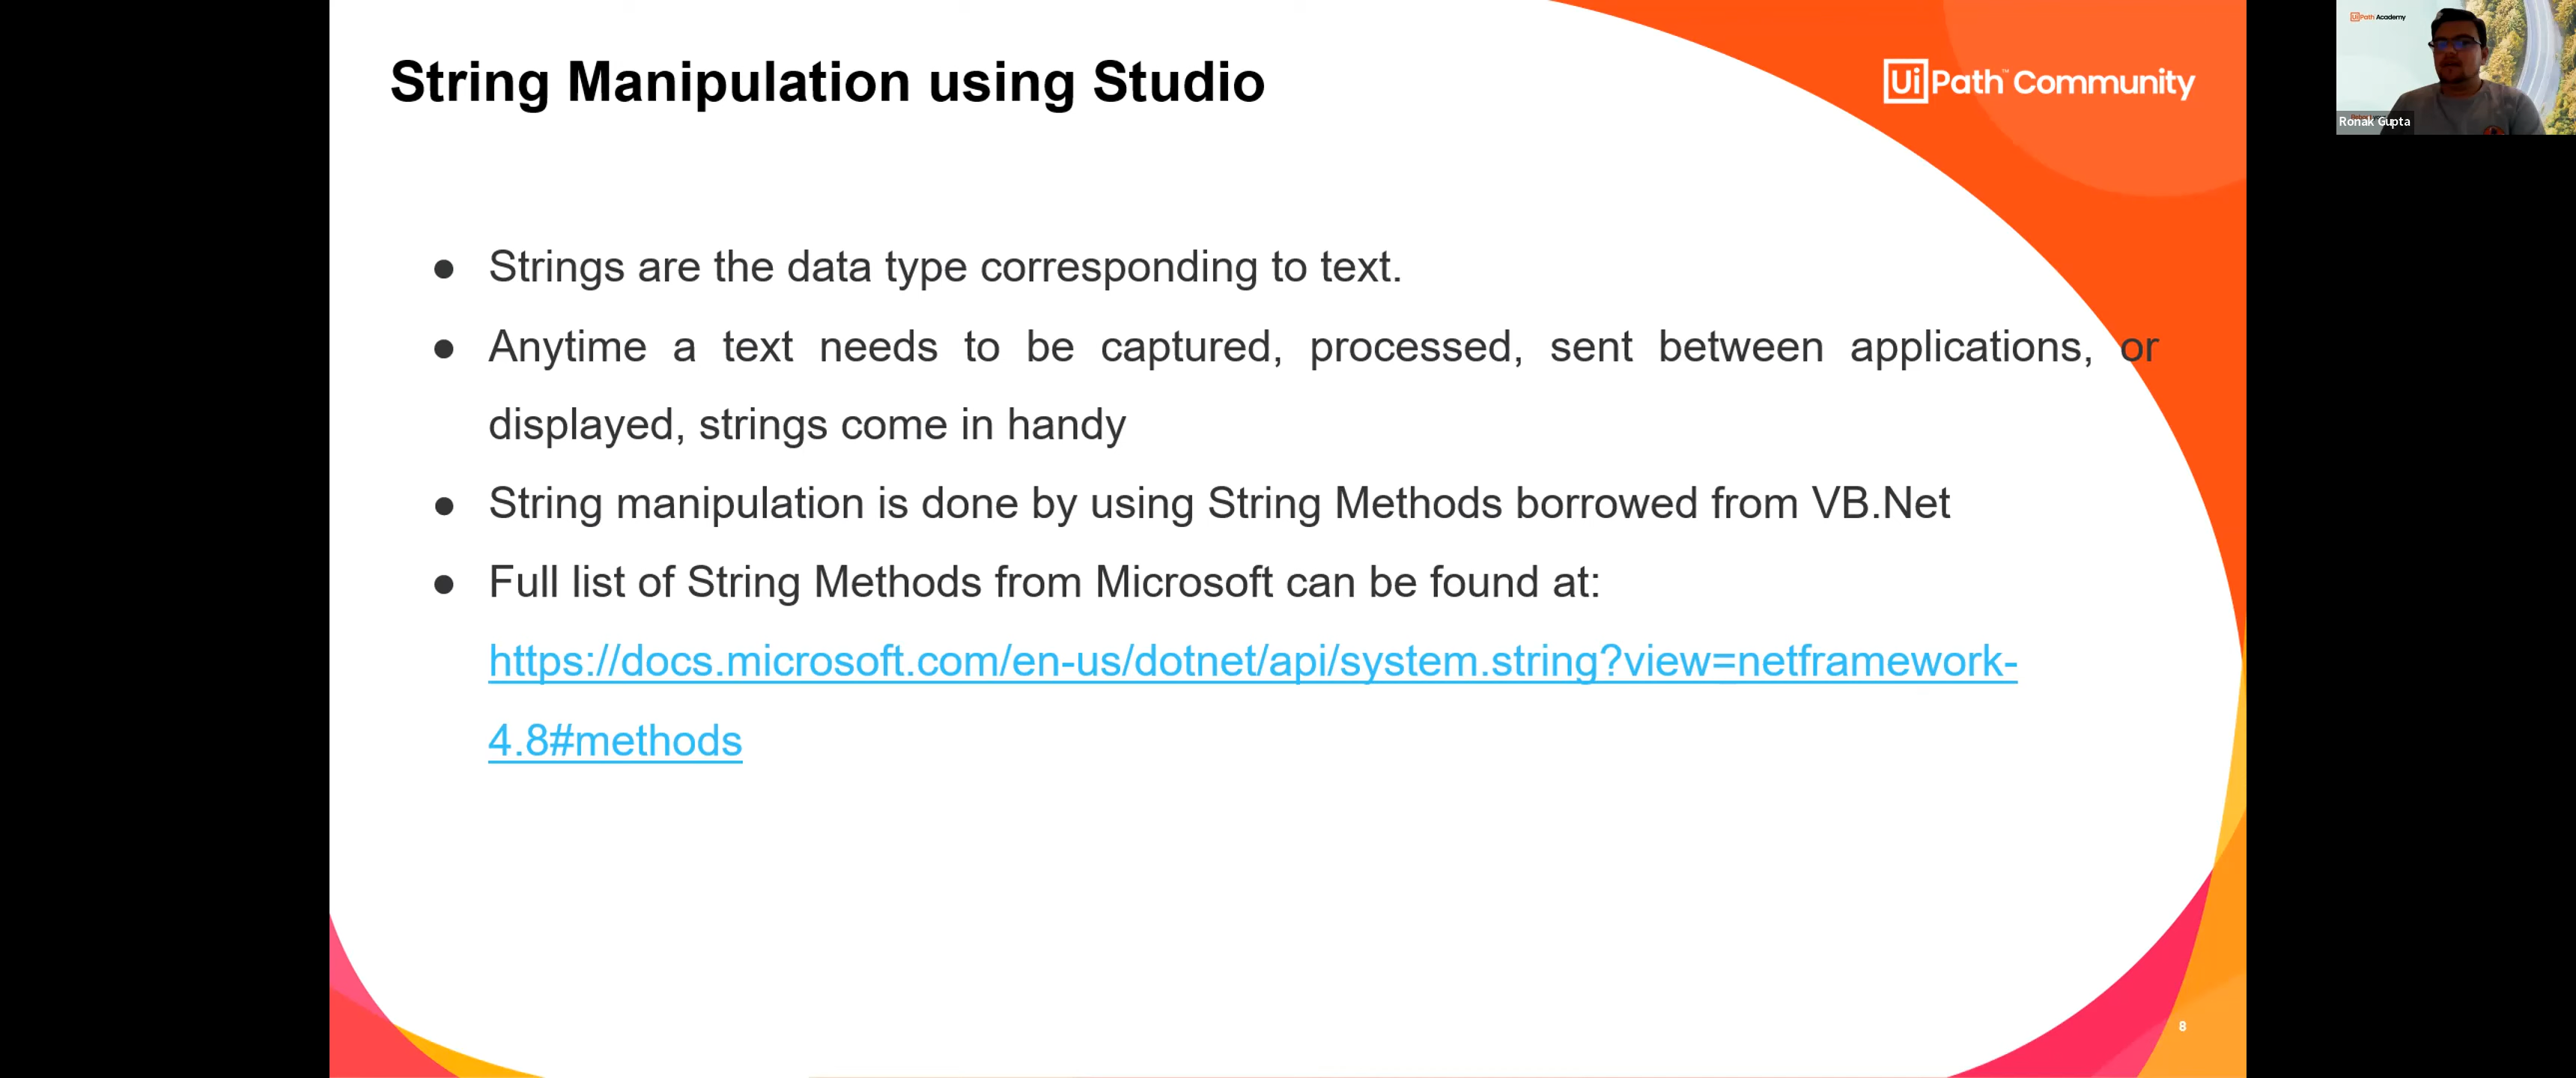 String Manipulation using Studio
UiPath™ Community
UiPath Academy
Ronak Gupta
● Strings are the data type corresponding to text.
● Anytime a text needs to be captured, processed, sent between applications, or
displayed, strings come in handy
● String manipulation is done by using String Methods borrowed from VB.Net
● Full list of String Methods from Microsoft can be found at:
https://docs.microsoft.com/en-us/dotnet/api/system.string?view=netframework-
4.8#methods
8